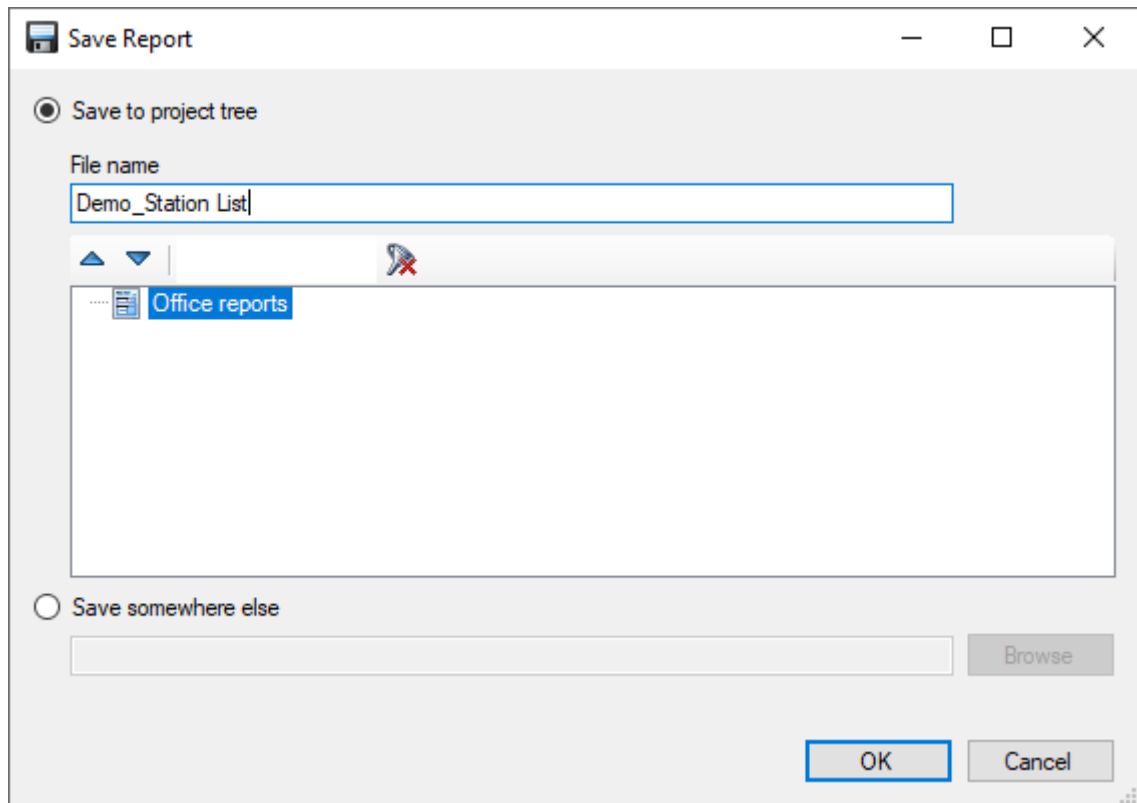 Save Report
Save to project tree
File name
Demo_Station List
Office reports
Save somewhere else
Browse
OK Cancel